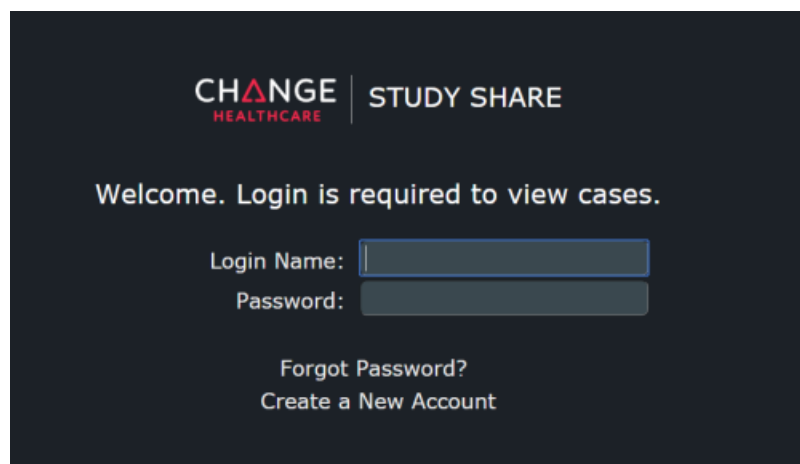 CHANGE HEALTHCARE | STUDY SHARE
Welcome. Login is required to view cases.
Login Name:
Password:
Forgot Password?
Create a New Account